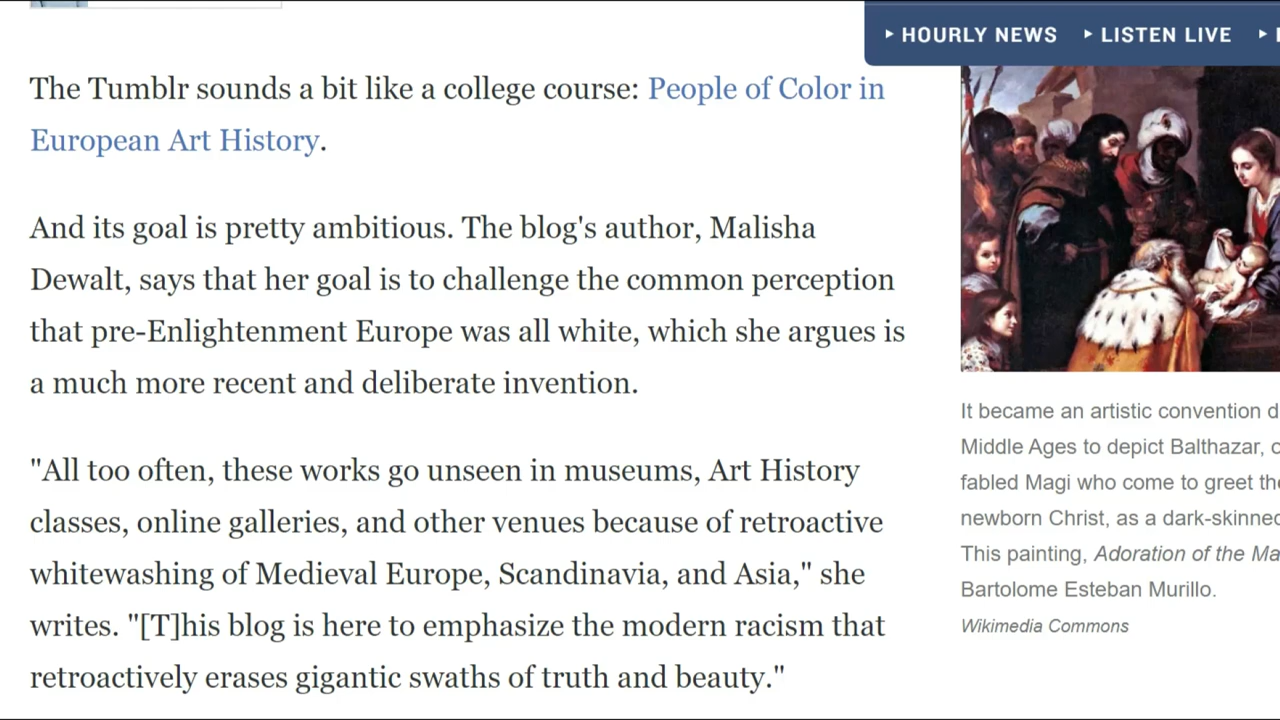 HOURLY NEWS LISTEN LIVE
The Tumblr sounds a bit like a college course: People of Color in
European Art History.
And its goal is pretty ambitious. The blog's author, Malisha
Dewalt, says that her goal is to challenge the common perception
that pre-Enlightenment Europe was all white, which she argues is
a much more recent and deliberate invention.
"All too often, these works go unseen in museums, Art History
classes, online galleries, and other venues because of retroactive
whitewashing of Medieval Europe, Scandinavia, and Asia," she
writes. "[T]his blog is here to emphasize the modern racism that
retroactively erases gigantic swaths of truth and beauty."
It became an artistic convention
Middle Ages to depict Balthazar,
fabled Magi who come to greet
newborn Christ, as a dark-skinned
This painting, Adoration of the
Bartolome Esteban Murillo.
Wikimedia Commons